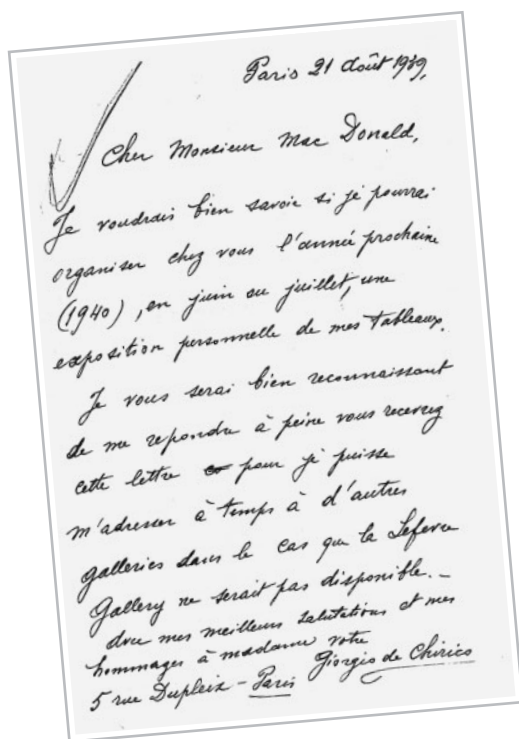 Paris 21 août 1939,
Cher Monsieur Mac Donald,
Je voudrais bien savoir si je pourrai
organiser chez vous l'année prochaine
(1940), en juin ou juillet, une
exposition personnelle de mes tableaux.
Je vous serai bien reconnaissant
de me repondre à peine vous recevrez
cette lettre pour je puisse
m'adresser à temps à d'autres
galleries dans le cas que la Lefevre
Gallery ne serait pas disponible.-
mes meilleurs salutations et mes
hommages à madame votre
5 rue Dupleix - Paris Giorgio de Chirico